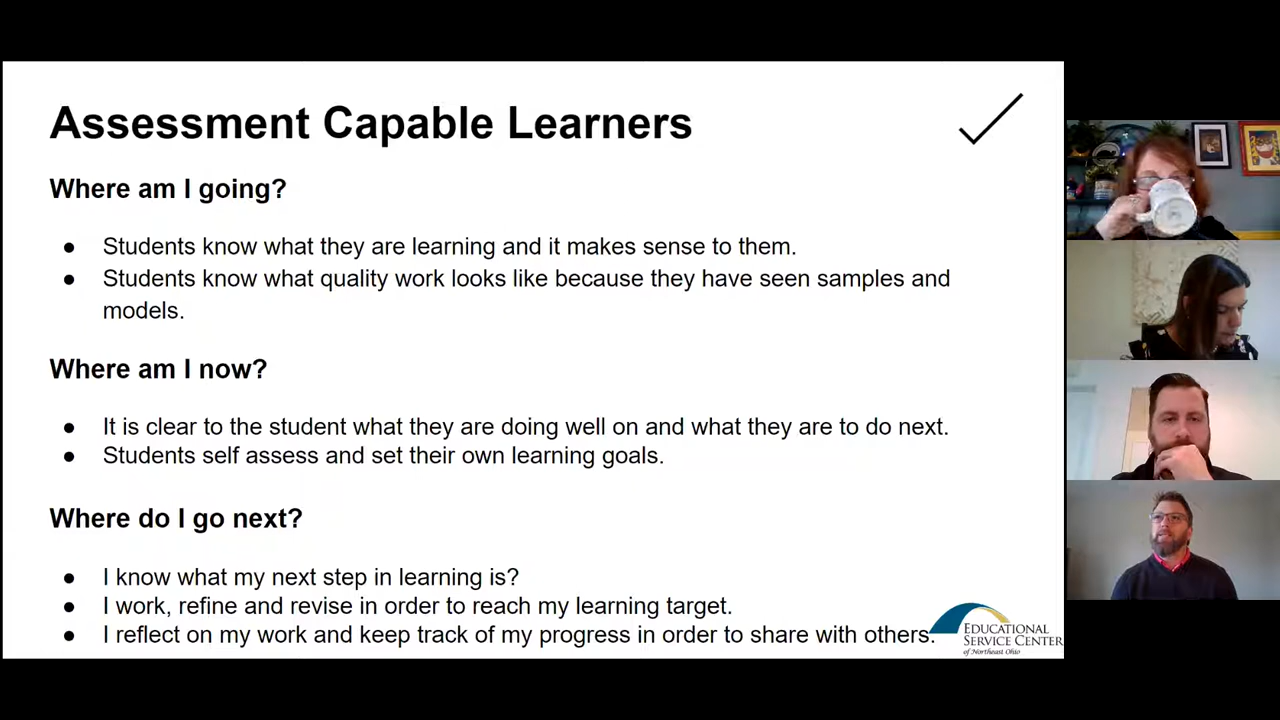 Assessment Capable Learners
Where am I going?
● Students know what they are learning and it makes sense to them.
● Students know what quality work looks like because they have seen samples and
models.
Where am I now?
● It is clear to the student what they are doing well on and what they are to do next.
● Students self assess and set their own learning goals.
Where do I go next?
● I know what my next step in learning is?
● I work, refine and revise in order to reach my learning target.
● I reflect on my work and keep track of my progress in order to share with others.
EDUCATIONAL
SERVICE CENTER
of Northeast Ohio